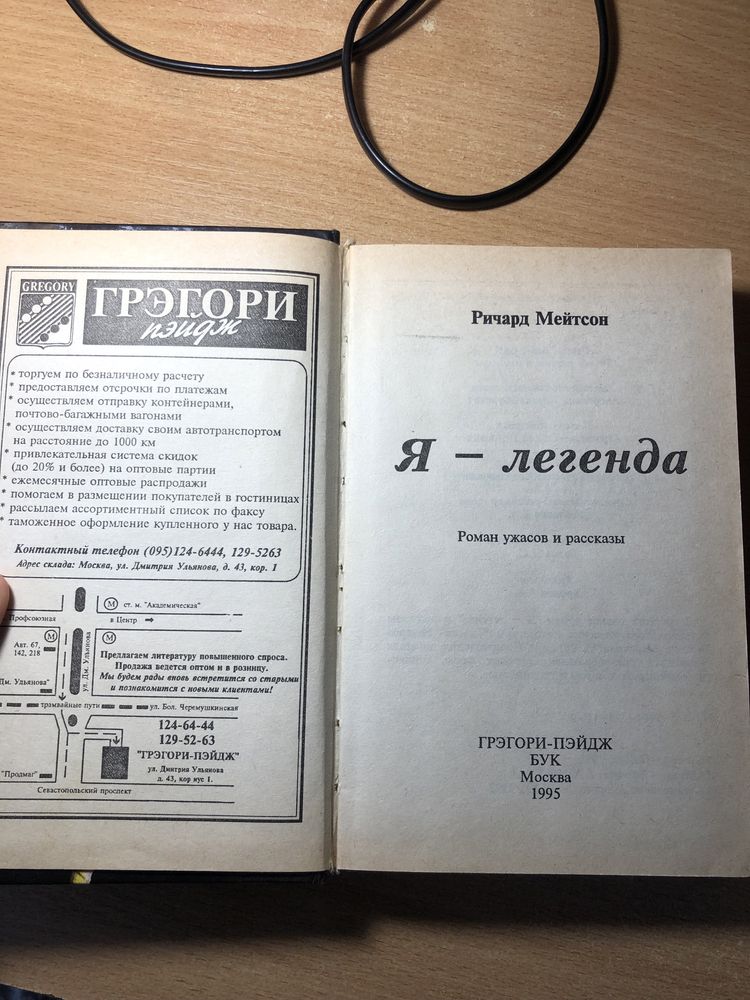 GREGORY
ГРЭГОРИ
пэйдж
* торгуем по безналичному расчету
* предоставляем отсрочки по платежам
* осуществляем отправку контейнерами,
почтово-багажными вагонами
* осуществляем доставку своим автотранспортом
на расстояние до 1000 км
* привлекательная система скидок
(до 20% и более) на оптовые партии
* ежемесячные оптовые распродажи
* помогаем в размещении покупателей в гостиницах
* рассылаем ассортиментный список по факсу
* таможенное оформление купленного у нас товара.
Контактный телефон (095)124-6444, 129-5263
Адрес склада: Москва, ул. Дмитрия Ульянова, д. 43, кор. 1
М ст. м. "Академическая"
Профсоюзная
в Центр
М
М
Авт. 67,
142, 218
ул. Дм. Ульянова
Предлагаем литературу повышенного спроса.
Продажа ведется оптом и в розницу.
Мы будем рады вновь встретится со старыми
и познакомится с новыми клиентами!
Дм. Ульянова"
трамвайные пути
ул. Бол. Черемушкинская
124-64-44
129-52-63
"ГРЭГОРИ-ПЭЙДЖ"
ул. Дмитрия Ульянова
д. 43, кор пус 1.
"Продмаг"
Севастопольский проспект
Ричард Мейтсон
Я – легенда
Роман ужасов и рассказы
ГРЭГОРИ-ПЭЙДЖ
БУК
Москва
1995